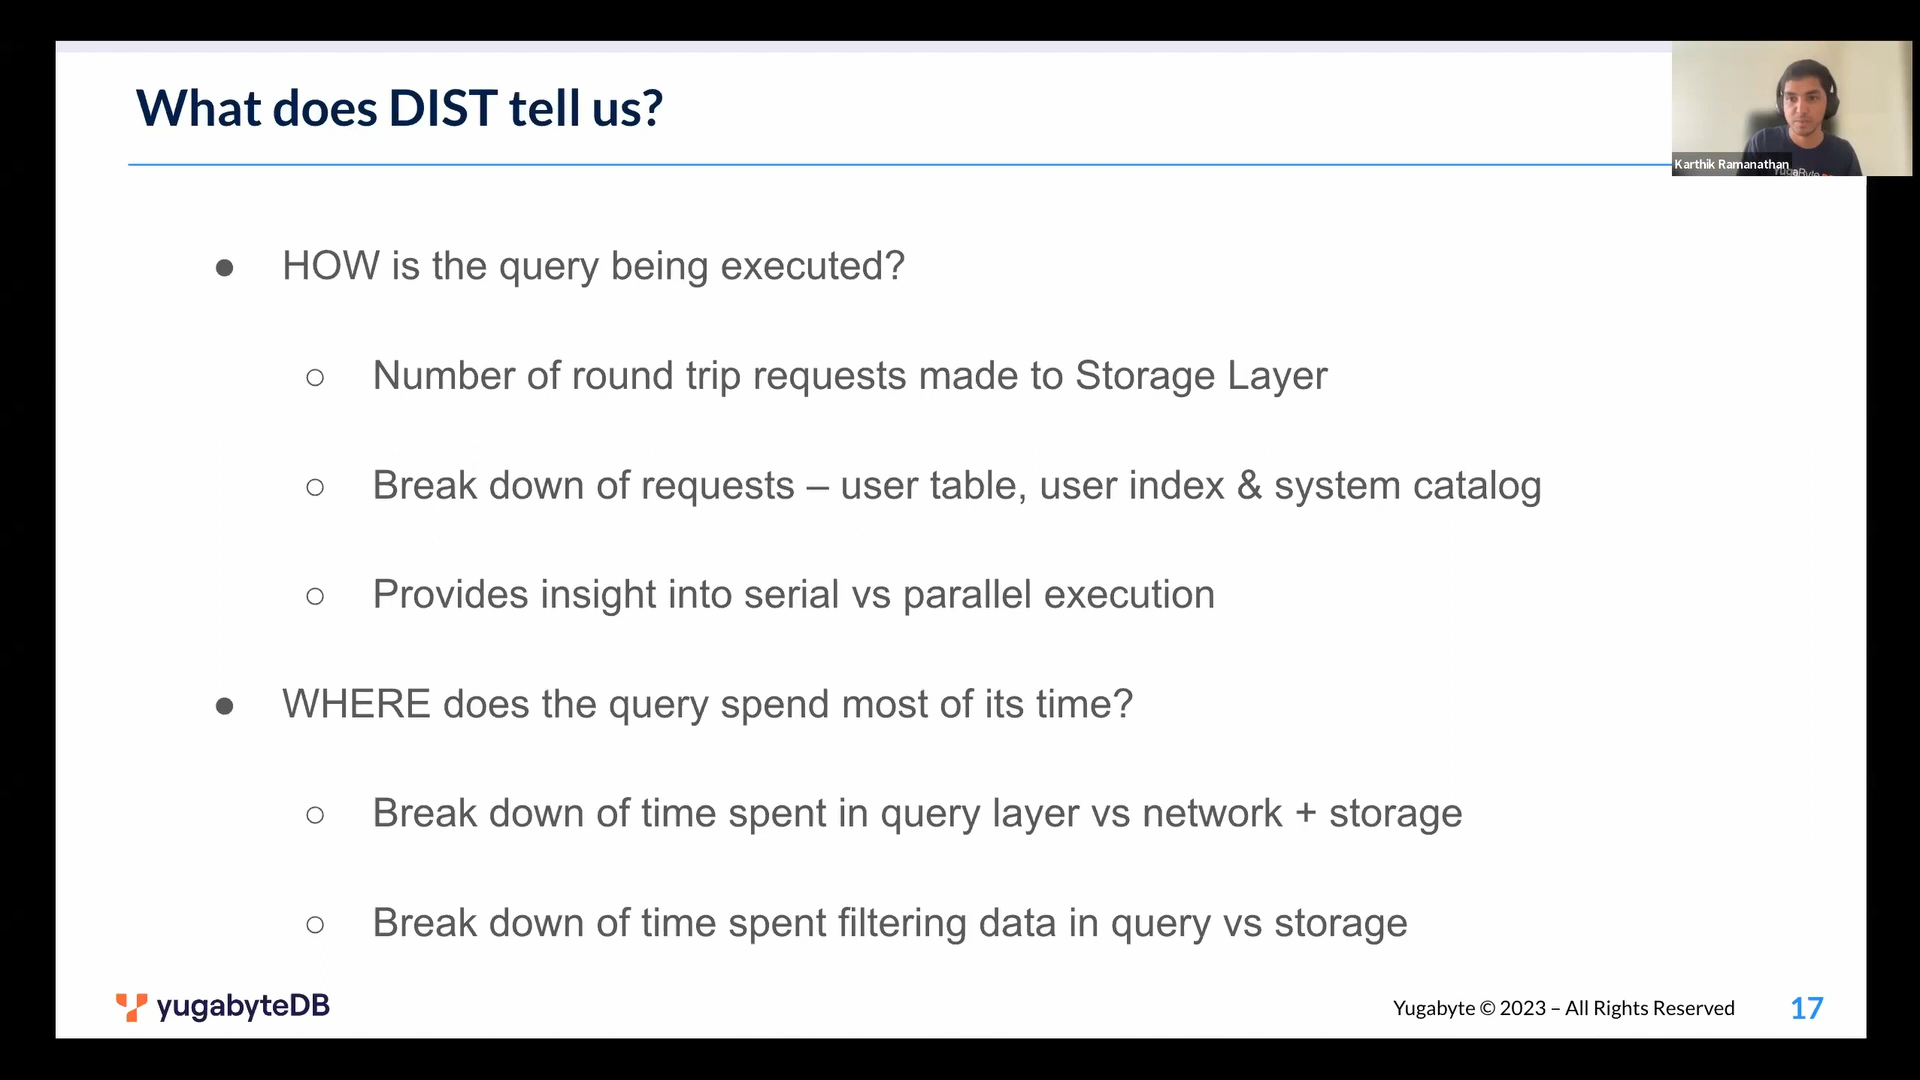 What does DIST tell us?
Karthik Ramanathan
YugaByte
● HOW is the query being executed?
○ Number of round trip requests made to Storage Layer
○ Break down of requests – user table, user index & system catalog
○ Provides insight into serial vs parallel execution
● WHERE does the query spend most of its time?
○ Break down of time spent in query layer vs network + storage
○ Break down of time spent filtering data in query vs storage
yugabyteDB
Yugabyte © 2023 – All Rights Reserved
17